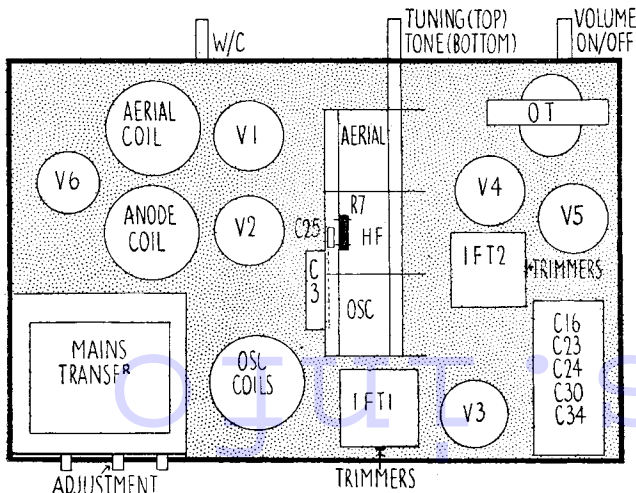 TUNING (TOP)
TONE (BOTTOM)
W/C
VOLUME
ON/OFF
AERIAL
COIL
V1
AERIAL
OT
V6
V4
V5
ANODE
COIL
V2
R7
C25
HF
IFT2
TRIMMERS
C
3
OSC
MAINS
TRANSFR
OSC
COILS
IFT1
V3
C16
C23
C24
C30
C34
ADJUSTMENT
TRIMMERS